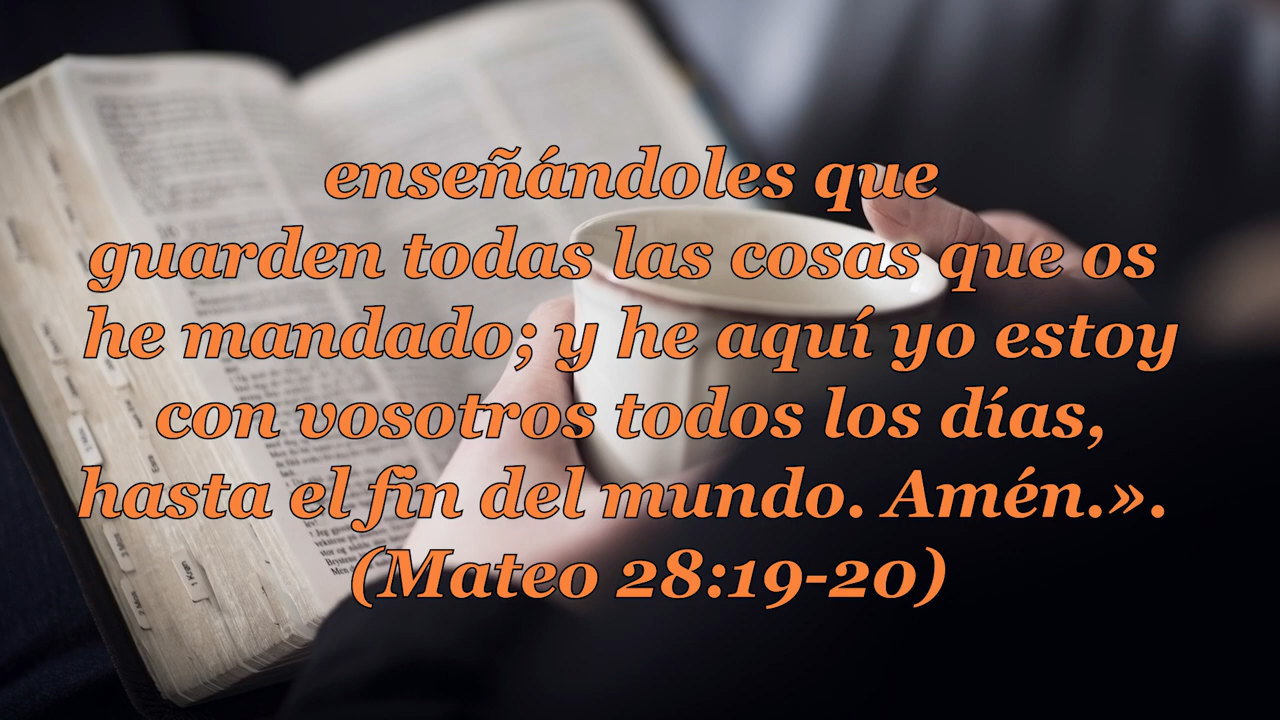 enseñándoles que
guarden todas las cosas que os
he mandado; y he aquí yo estoy
con vosotros todos los días,
hasta el fin del mundo. Amén.».
(Mateo 28:19-20)